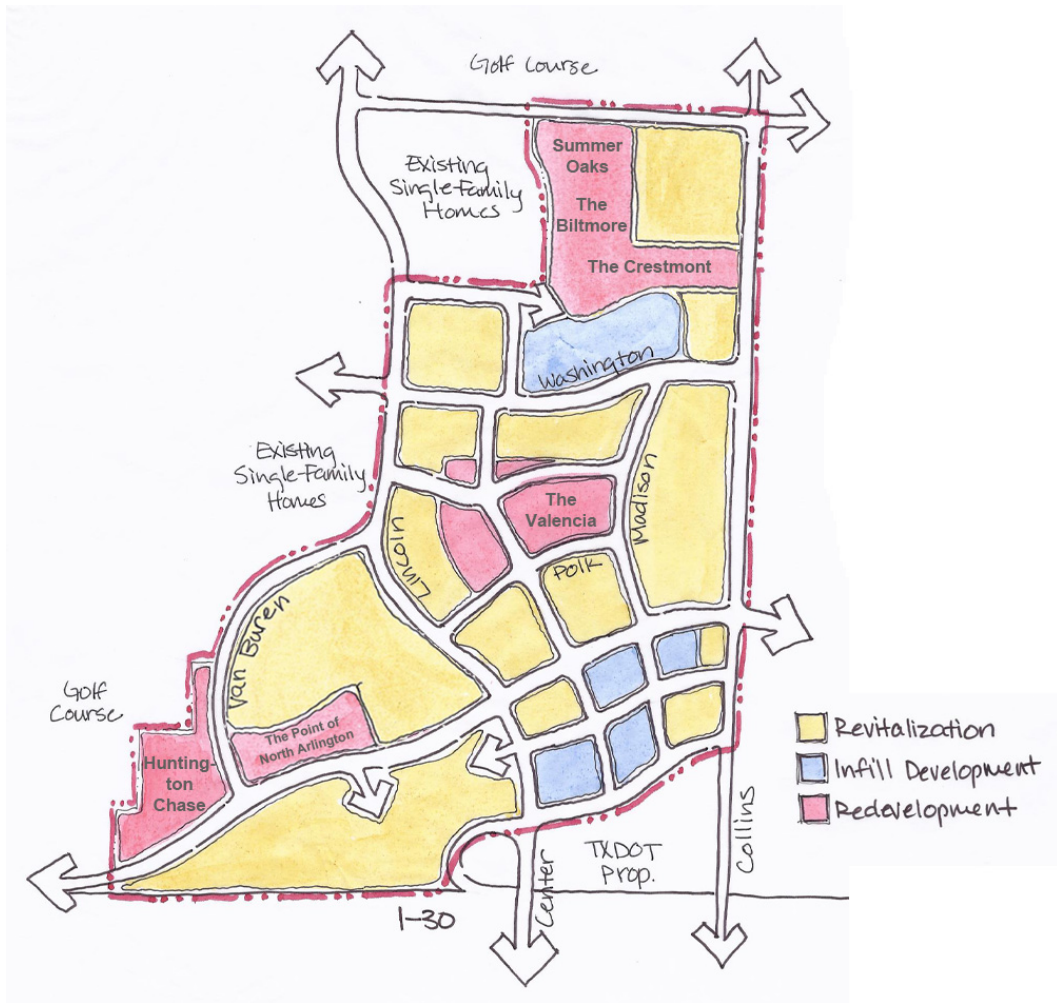 Golf Course
Existing
Single-Family
Homes
Summer
Oaks
The
Biltmore
The Crestmont
Washington
Existing
Single-Family
Homes
The
Valencia
Madison
Lincoln
Polk
Van Buren
Golf
Course
The Point of
North Arlington
Hunting-
ton
Chase
Revitalization
Infill Development
Redevelopment
Collins
TXDOT
Prop.
Center
I-30